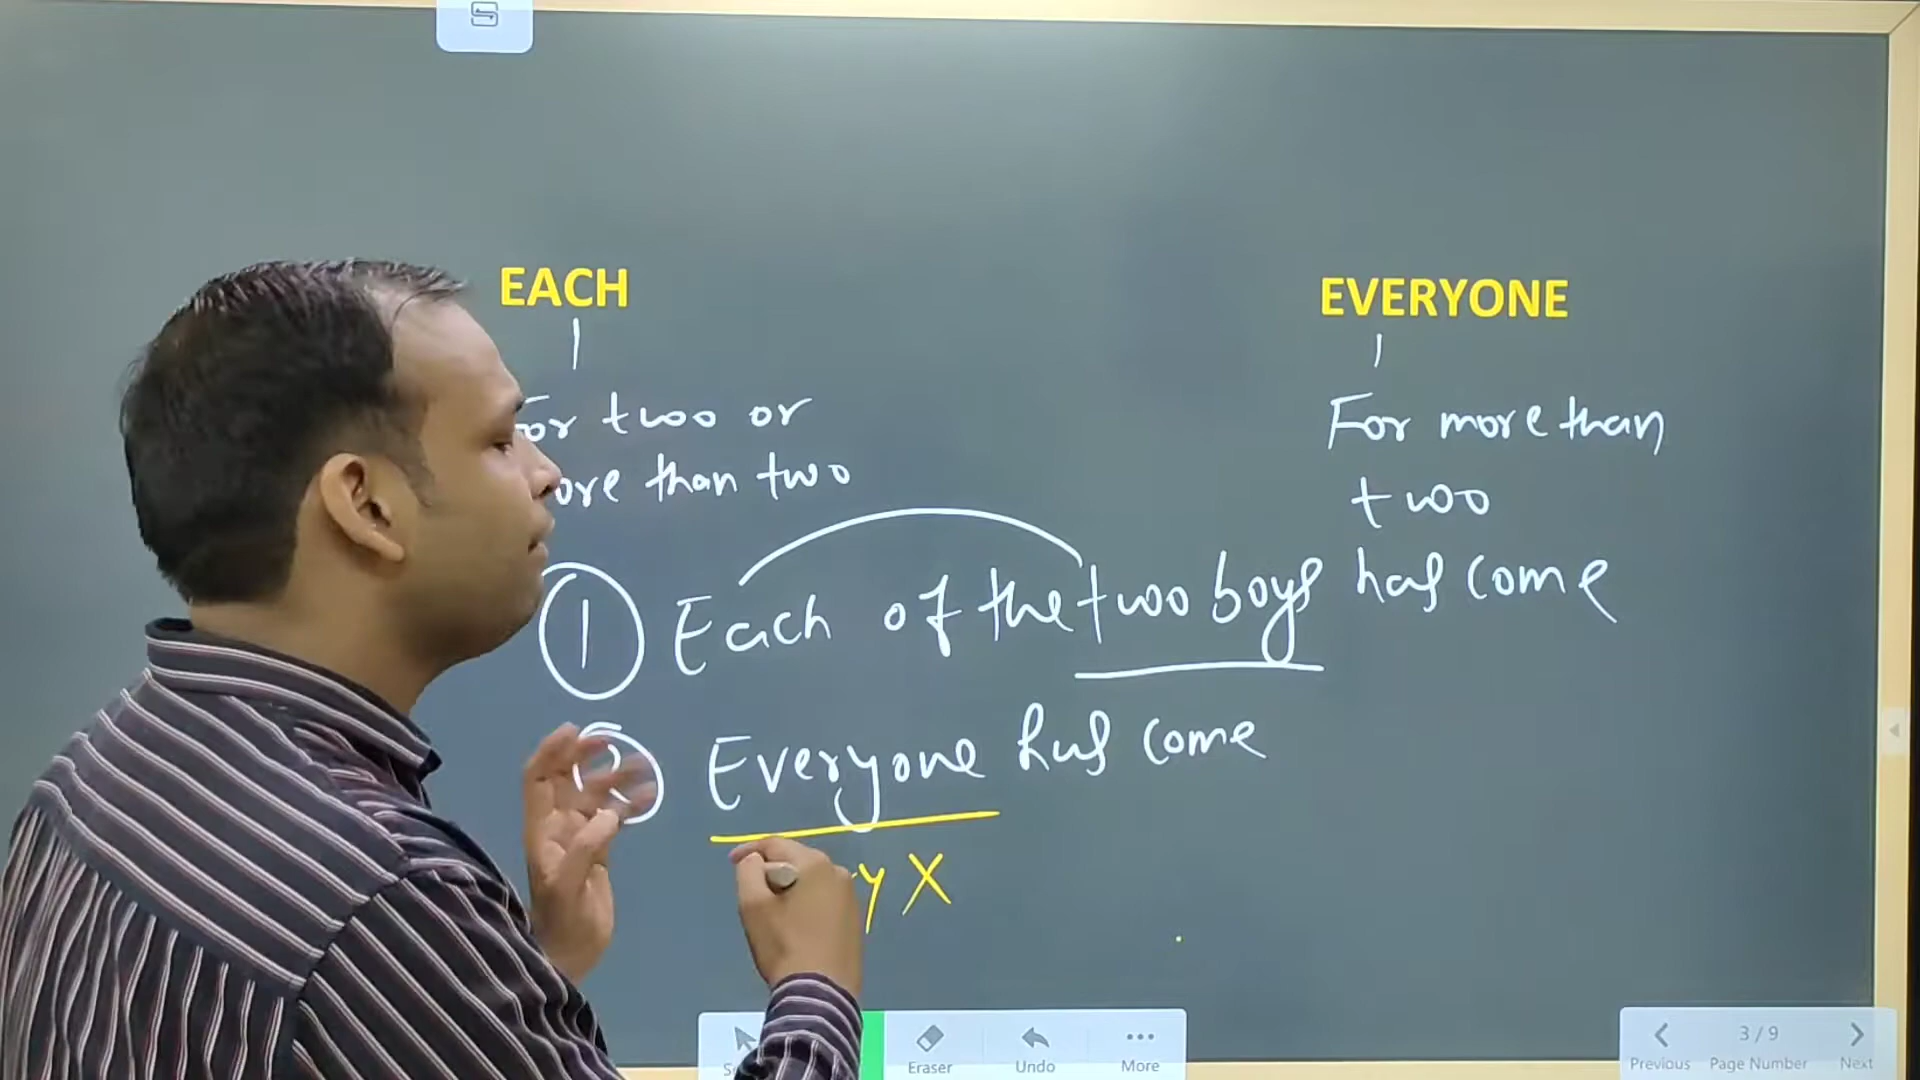 EACH
EVERYONE
For two or
For more than
more than two
two
1 Each of the two boys has come
2 Everyone has come
X
Eraser
Undo
More
3/9
Previous
Page Number
Next